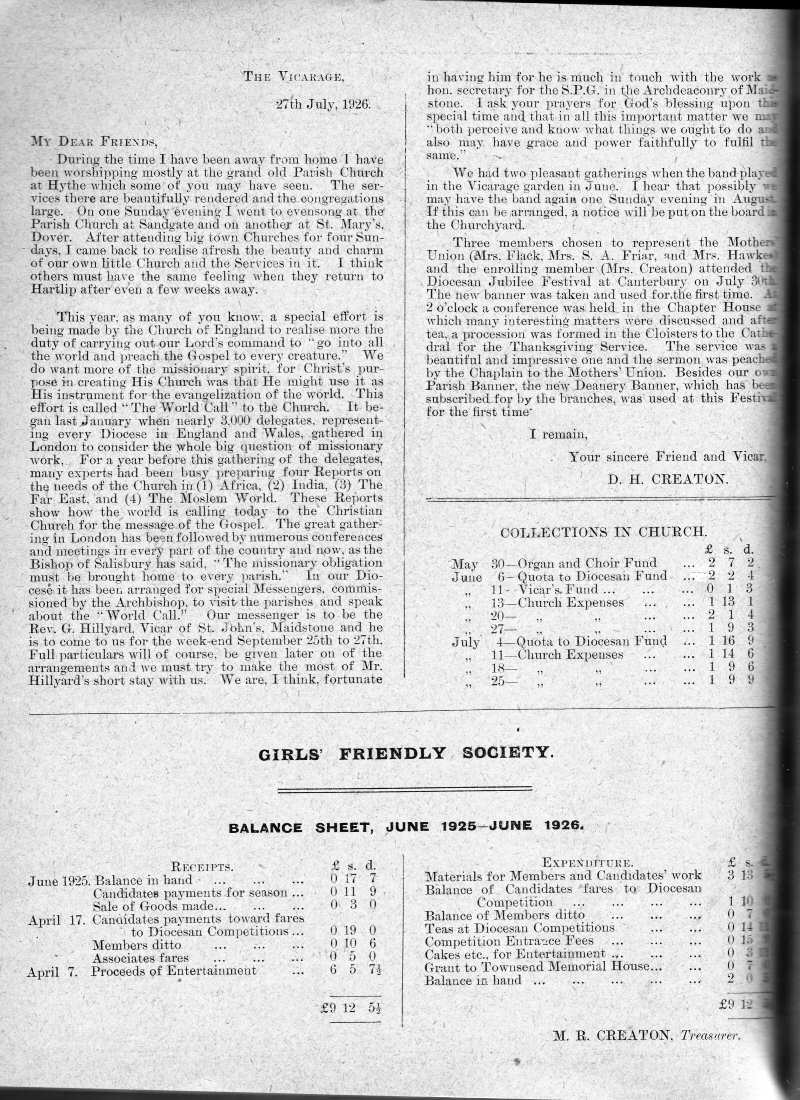 THE VICARAGE,
27th July, 1926.
MY DEAR FRIENDS,
During the time I have been away from home I have
been worshipping mostly at the grand old Parish Church
at Hythe which some of you may have seen. The ser-
vices there are beautifully rendered and the congregations
large. On one Sunday evening I went to evensong at the
Parish Church at Sandgate and on another at St. Mary's,
Dover. After attending big town Churches for four Sun-
days, I came back to realise afresh the beauty and charm
of our own little Church and the Services in it. I think
others must have the same feeling when they return to
Hartlip after even a few weeks away.
This year, as many of you know, a special effort is
being made by the Church of England to realise more the
duty of carrying out our Lord's command to "go into all
the world and preach the Gospel to every creature." We
do want more of the missionary spirit, for Christ's pur-
pose in creating His Church was that He might use it as
His instrument for the evangelization of the world. This
effort is called "The World Call" to the Church. It be-
gan last January when nearly 3,000 delegates, represent-
ing every Diocese in England and Wales, gathered in
London to consider the whole big question of missionary
work. For a year before this gathering of the delegates,
many experts had been busy preparing four Reports on
the needs of the Church in (1) Africa, (2) India, (3) The
Far East, and (4) The Moslem World. These Reports
show how the world is calling today to the Christian
Church for the message of the Gospel. The great gather-
ing in London has been followed by numerous conferences
and meetings in every part of the country and now, as the
Bishop of Salisbury has said, "The missionary obligation
must be brought home to every parish." In our Dio-
cese it has been arranged for special Messengers, commis-
sioned by the Archbishop, to visit the parishes and speak
about the "World Call." Our messenger is to be the
Rev. G. Hillyard, Vicar of St. John's, Maidstone and he
is to come to us for the week-end September 25th to 27th.
Full particulars will of course, be given later on of the
arrangements and we must try to make the most of Mr.
Hillyard's short stay with us. We are, I think, fortunate
in having him for he is much in touch with the work
hon. secretary for the S.P.G. in the Archdeaconry of Maid-
stone. I ask your prayers for God's blessing upon this
special time and that in all this important matter we may
"both perceive and know what things we ought to do and
also may have grace and power faithfully to fulfil the
same."
We had two pleasant gatherings when the band played
in the Vicarage garden in June. I hear that possibly we
may have the band again one Sunday evening in August.
If this can be arranged, a notice will be put on the board in
the Churchyard.
Three members chosen to represent the Mothers'
Union (Mrs. Flack, Mrs. S. A. Friar, and Mrs. Hawkes)
and the enrolling member (Mrs. Creaton) attended the
Diocesan Jubilee Festival at Canterbury on July 30th.
The new banner was taken and used for the first time. At
2 o'clock a conference was held in the Chapter House at
which many interesting matters were discussed and after
tea, a procession was formed in the Cloisters to the Cathe-
dral for the Thanksgiving Service. The service was a
beautiful and impressive one and the sermon was peached
by the Chaplain to the Mothers' Union. Besides our own
Parish Banner, the new Deanery Banner, which has been
subscribed for by the branches, was used at this Festival
for the first time.
I remain,
Your sincere Friend and Vicar,
D. H. CREATON.
COLLECTIONS IN CHURCH.
£ s. d.
May 30—Organ and Choir Fund ... 2 7 2
June 6—Quota to Diocesan Fund ... 2 2 4
„ 11—Vicar's Fund ... ... ... 0 1 3
„ 13—Church Expenses ... ... 1 13 1
„ 20— „ „ ... ... 2 1 4
„ 27— „ „ ... ... 1 9 3
July 4—Quota to Diocesan Fund ... 1 16 9
„ 11—Church Expenses ... ... 1 14 6
„ 18— „ „ ... ... 1 9 6
„ 25— „ „ ... ... 1 9 9
GIRLS' FRIENDLY SOCIETY.
BALANCE SHEET, JUNE 1925—JUNE 1926.
RECEIPTS. £ s. d.
June 1925. Balance in hand ... ... ... 0 17 7
Candidates payments for season ... 0 11 9
Sale of Goods made... ... ... 0 3 0
April 17. Candidates payments toward fares
to Diocesan Competitions ... 0 19 0
Members ditto ... ... ... 0 10 6
Associates fares ... ... ... 0 5 0
April 7. Proceeds of Entertainment ... 6 5 7½
£9 12 5½
EXPENDITURE. £ s.
Materials for Members and Candidates' work 3 13
Balance of Candidates fares to Diocesan
Competition ... ... ... ... 1 10
Balance of Members ditto ... ... ... 0 7
Teas at Diocesan Competitions ... ... 0 14
Competition Entrance Fees ... ... ... 0 15
Cakes etc., for Entertainment ... ... ... 0 3
Grant to Townsend Memorial House... ... 0 7
Balance in hand ... ... ... ... ... 2 0
£9 12
M. R. CREATON, Treasurer.